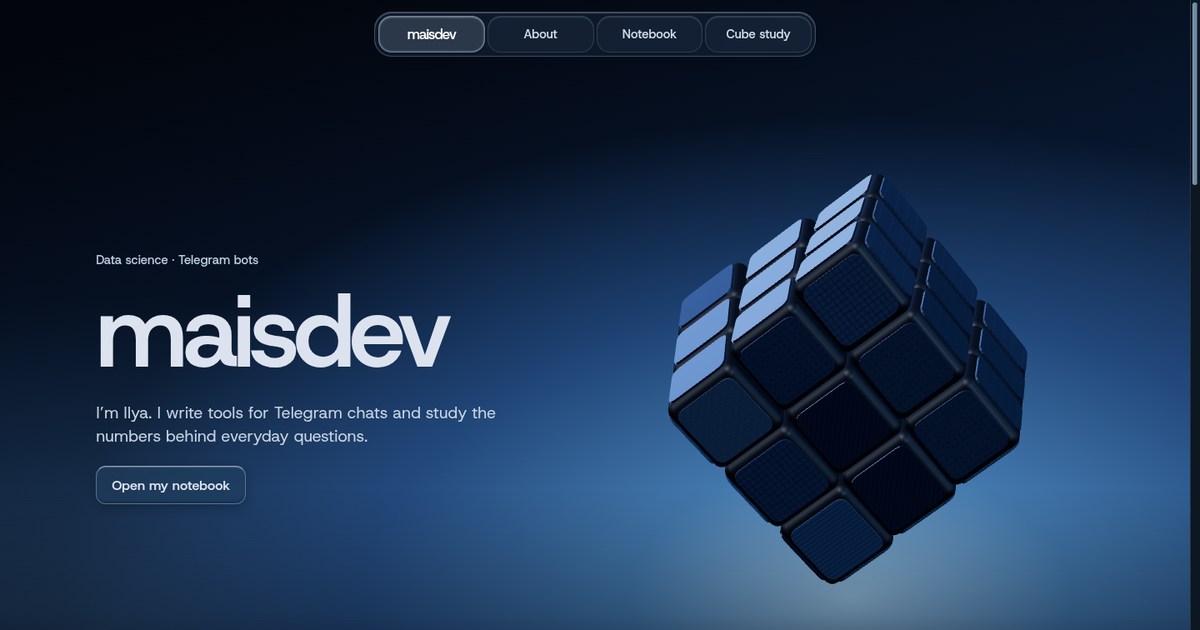 maisdev
About
Notebook
Cube study
Data science · Telegram bots
maisdev
I’m Ilya. I write tools for Telegram chats and study the
numbers behind everyday questions.
Open my notebook